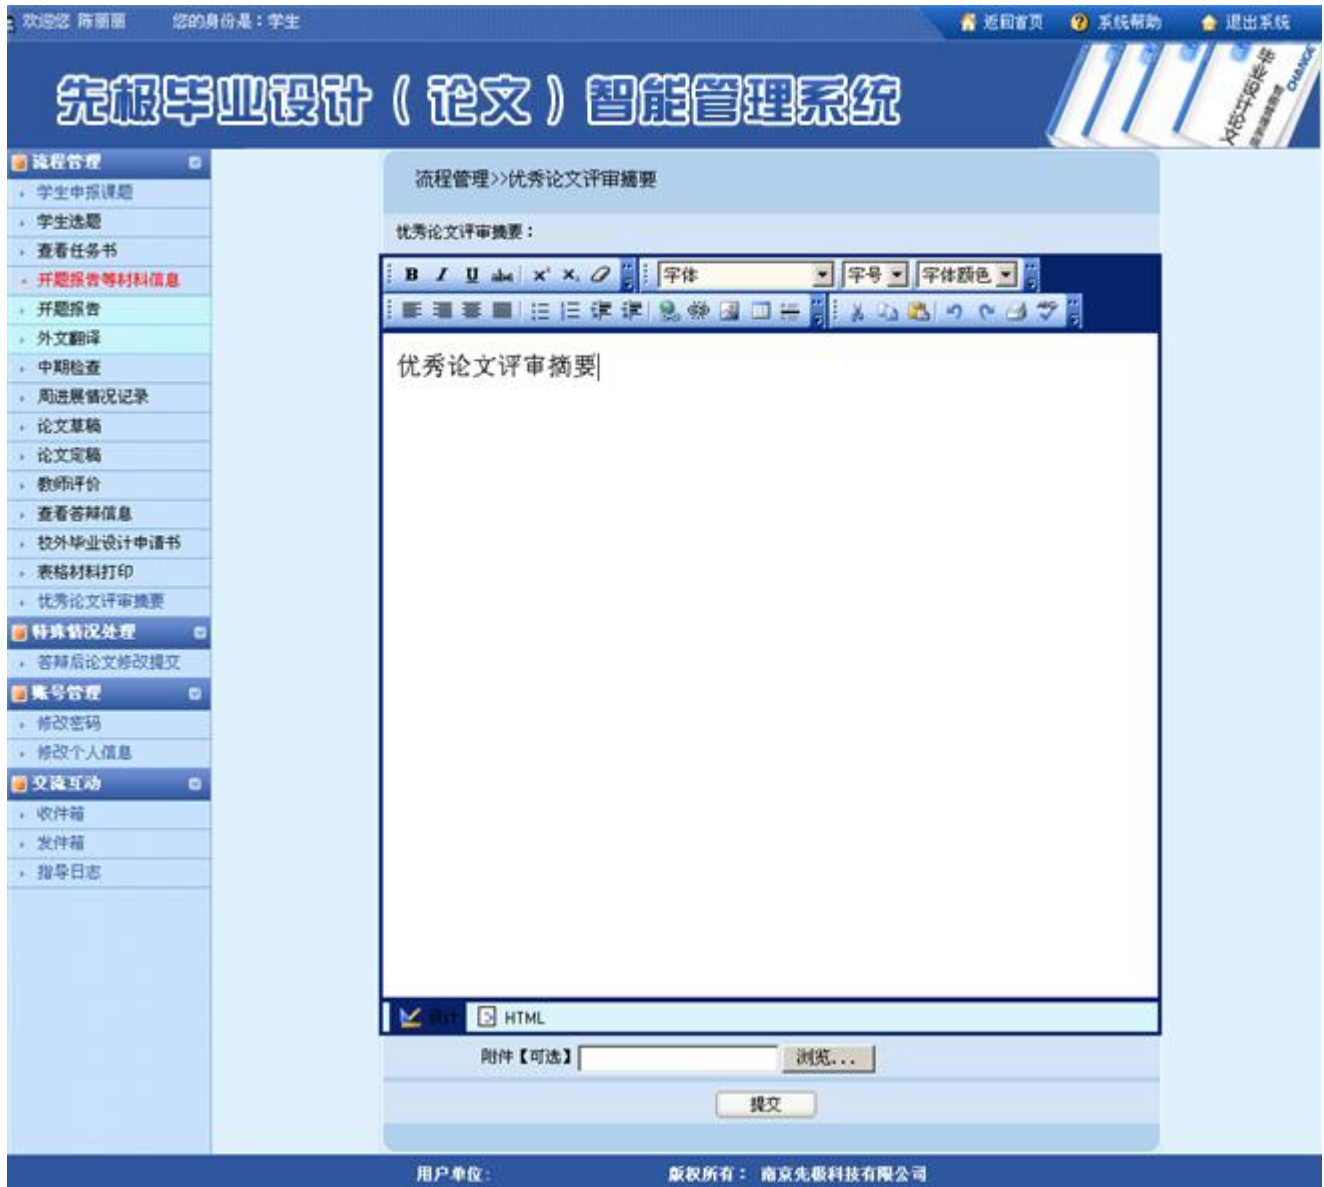 欢迎您 陈丽丽 您的身份是：学生 返回首页 系统帮助 退出系统
先极毕业设计（论文）智能管理系统
CHANGE
毕业设计论文
流程管理
学生申报课题
学生选题
查看任务书
开题报告等材料信息
开题报告
外文翻译
中期检查
周进展情况记录
论文草稿
论文定稿
教师评价
查看答辩信息
校外毕业设计申请书
表格材料打印
优秀论文评审摘要
特殊情况处理
答辩后论文修改提交
账号管理
修改密码
修改个人信息
交流互动
收件箱
发件箱
指导日志
流程管理>>优秀论文评审摘要
优秀论文评审摘要：
B I U abc x² x₂ 字体 字号 字体颜色
优秀论文评审摘要
设计 HTML
附件【可选】 浏览...
提交
用户单位: 版权所有： 南京先极科技有限公司